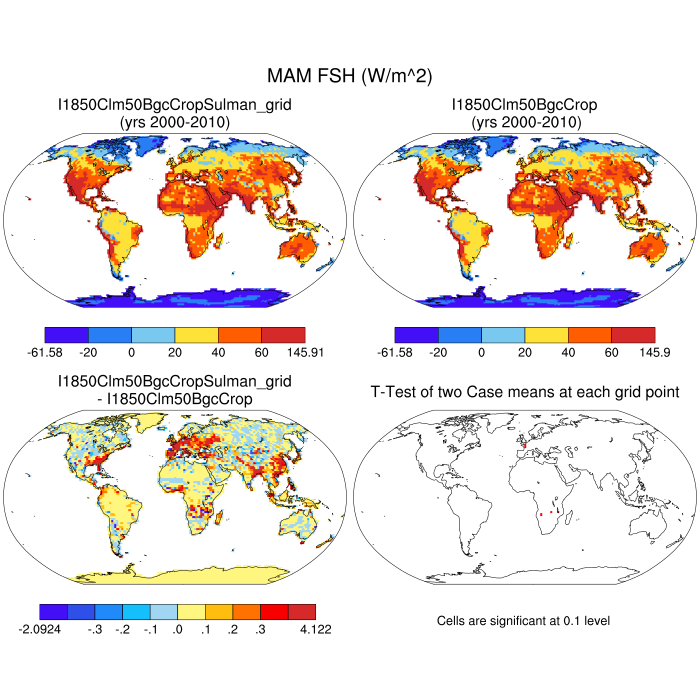 MAM FSH (W/m^2)
I1850Clm50BgcCropSulman_grid
(yrs 2000-2010)
I1850Clm50BgcCrop
(yrs 2000-2010)
-61.58 -20 0 20 40 60 145.91
-61.58 -20 0 20 40 60 145.9
I1850Clm50BgcCropSulman_grid
- I1850Clm50BgcCrop
T-Test of two Case means at each grid point
-2.0924 -.3 -.2 -.1 .0 .1 .2 .3 4.122
Cells are significant at 0.1 level